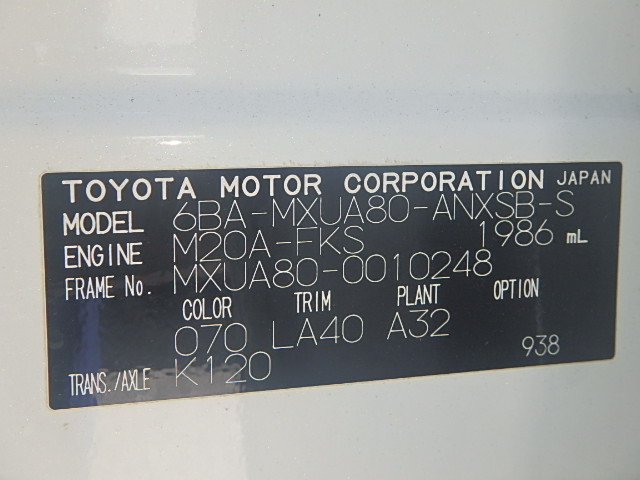 TOYOTA MOTOR CORPORATION JAPAN
MODEL 6BA-MXUA80-ANXSB-S
ENGINE M20A-FKS 1986 mL
FRAME No. MXUA80-0010248
COLOR TRIM PLANT OPTION
070 LA40 A32
TRANS./AXLE K120 938